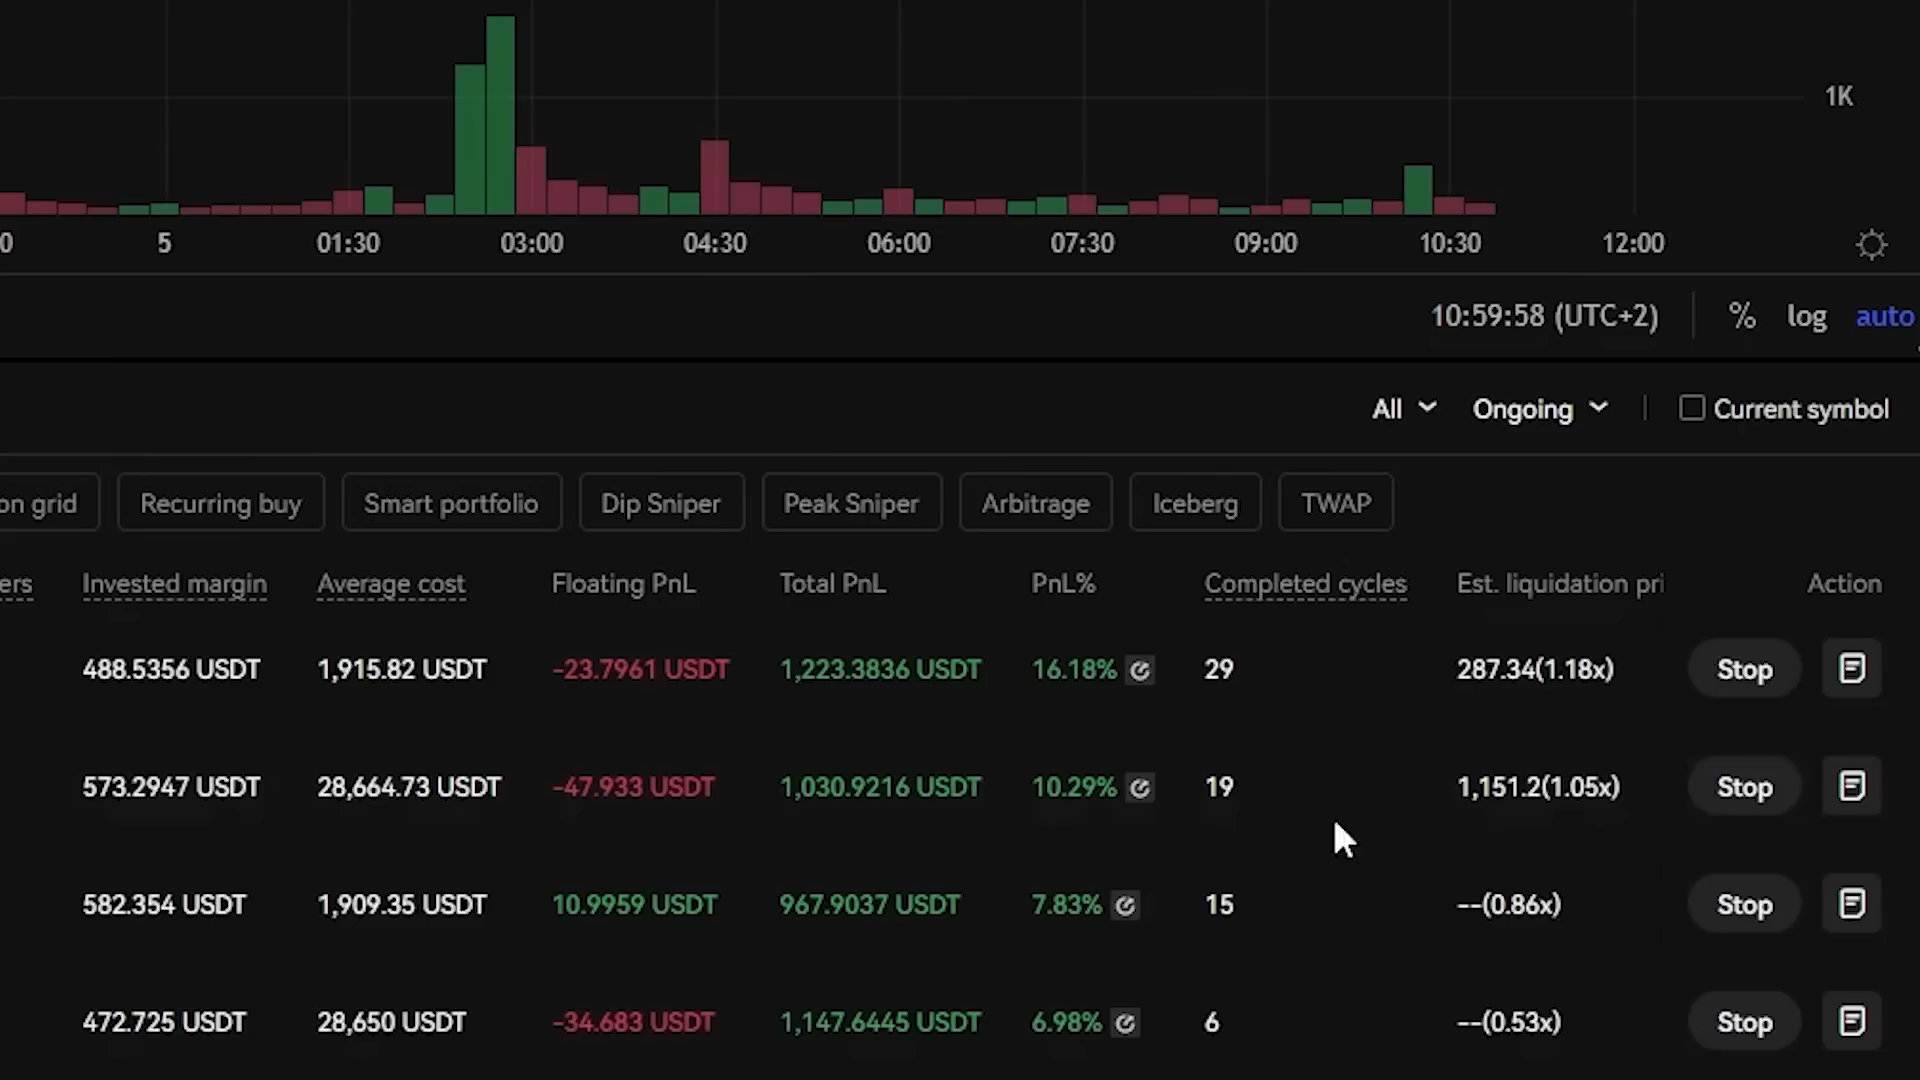 1K
0 5 01:30 03:00 04:30 06:00 07:30 09:00 10:30 12:00
10:59:58 (UTC+2) % log auto
All Ongoing Current symbol
on grid Recurring buy Smart portfolio Dip Sniper Peak Sniper Arbitrage Iceberg TWAP
ers Invested margin Average cost Floating PnL Total PnL PnL% Completed cycles Est. liquidation pri Action
488.5356 USDT 1,915.82 USDT -23.7961 USDT 1,223.3836 USDT 16.18% 29 287.34(1.18x) Stop
573.2947 USDT 28,664.73 USDT -47.933 USDT 1,030.9216 USDT 10.29% 19 1,151.2(1.05x) Stop
582.354 USDT 1,909.35 USDT 10.9959 USDT 967.9037 USDT 7.83% 15 --(0.86x) Stop
472.725 USDT 28,650 USDT -34.683 USDT 1,147.6445 USDT 6.98% 6 --(0.53x) Stop